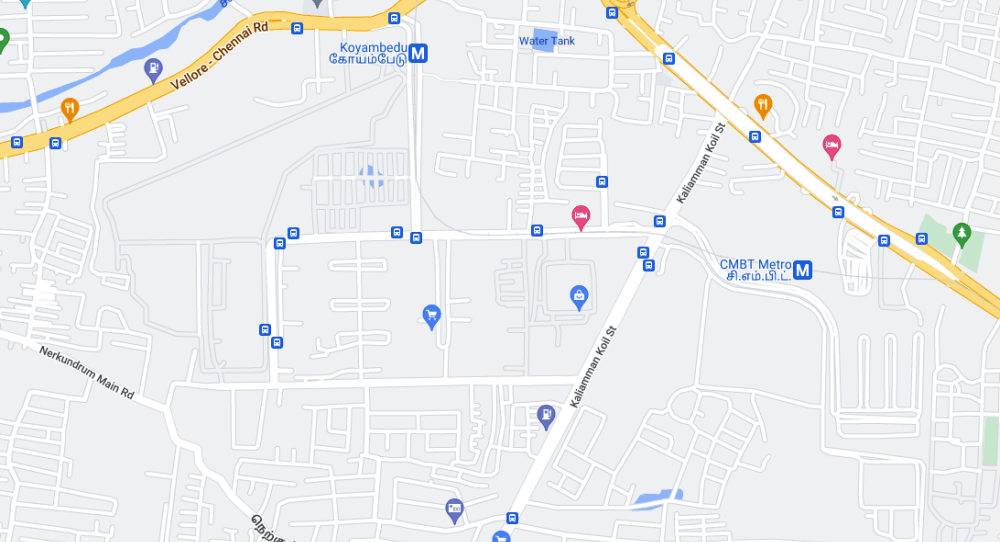 Vellore - Chennai Rd
Koyambedu
கோயம்பேடு
M
Water Tank
Kaliamman Koil St
CMBT Metro
சி.எம்.பி.ட்.
M
Kaliamman Koil St
Nerkundrum Main Rd